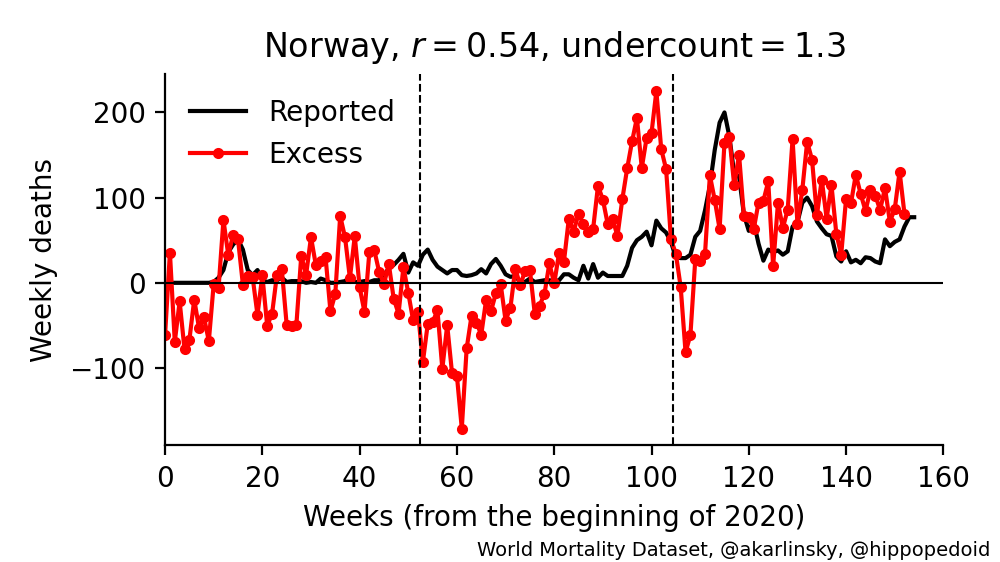 Norway, r = 0.54, undercount = 1.3
Reported
Excess
Weekly deaths
200
100
0
−100
0 20 40 60 80 100 120 140 160
Weeks (from the beginning of 2020)
World Mortality Dataset, @akarlinsky, @hippopedoid